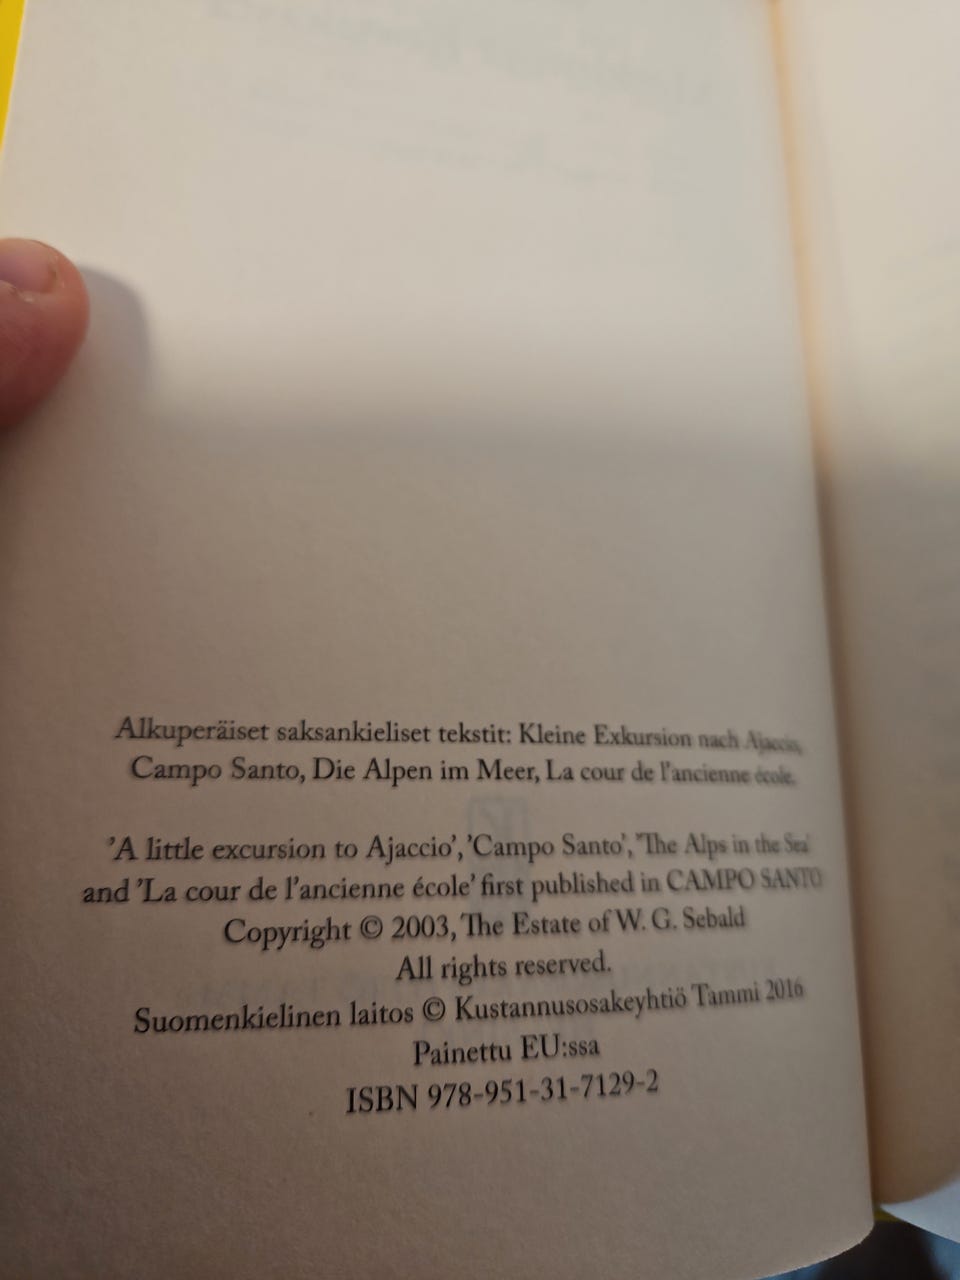 Alkuperäiset saksankieliset tekstit: Kleine Exkursion nach Ajaccio,
Campo Santo, Die Alpen im Meer, La cour de l'ancienne école.
'A little excursion to Ajaccio', 'Campo Santo', 'The Alps in the Sea'
and 'La cour de l'ancienne école' first published in CAMPO SANTO
Copyright © 2003, The Estate of W. G. Sebald
All rights reserved.
Suomenkielinen laitos © Kustannusosakeyhtiö Tammi 2016
Painettu EU:ssa
ISBN 978-951-31-7129-2